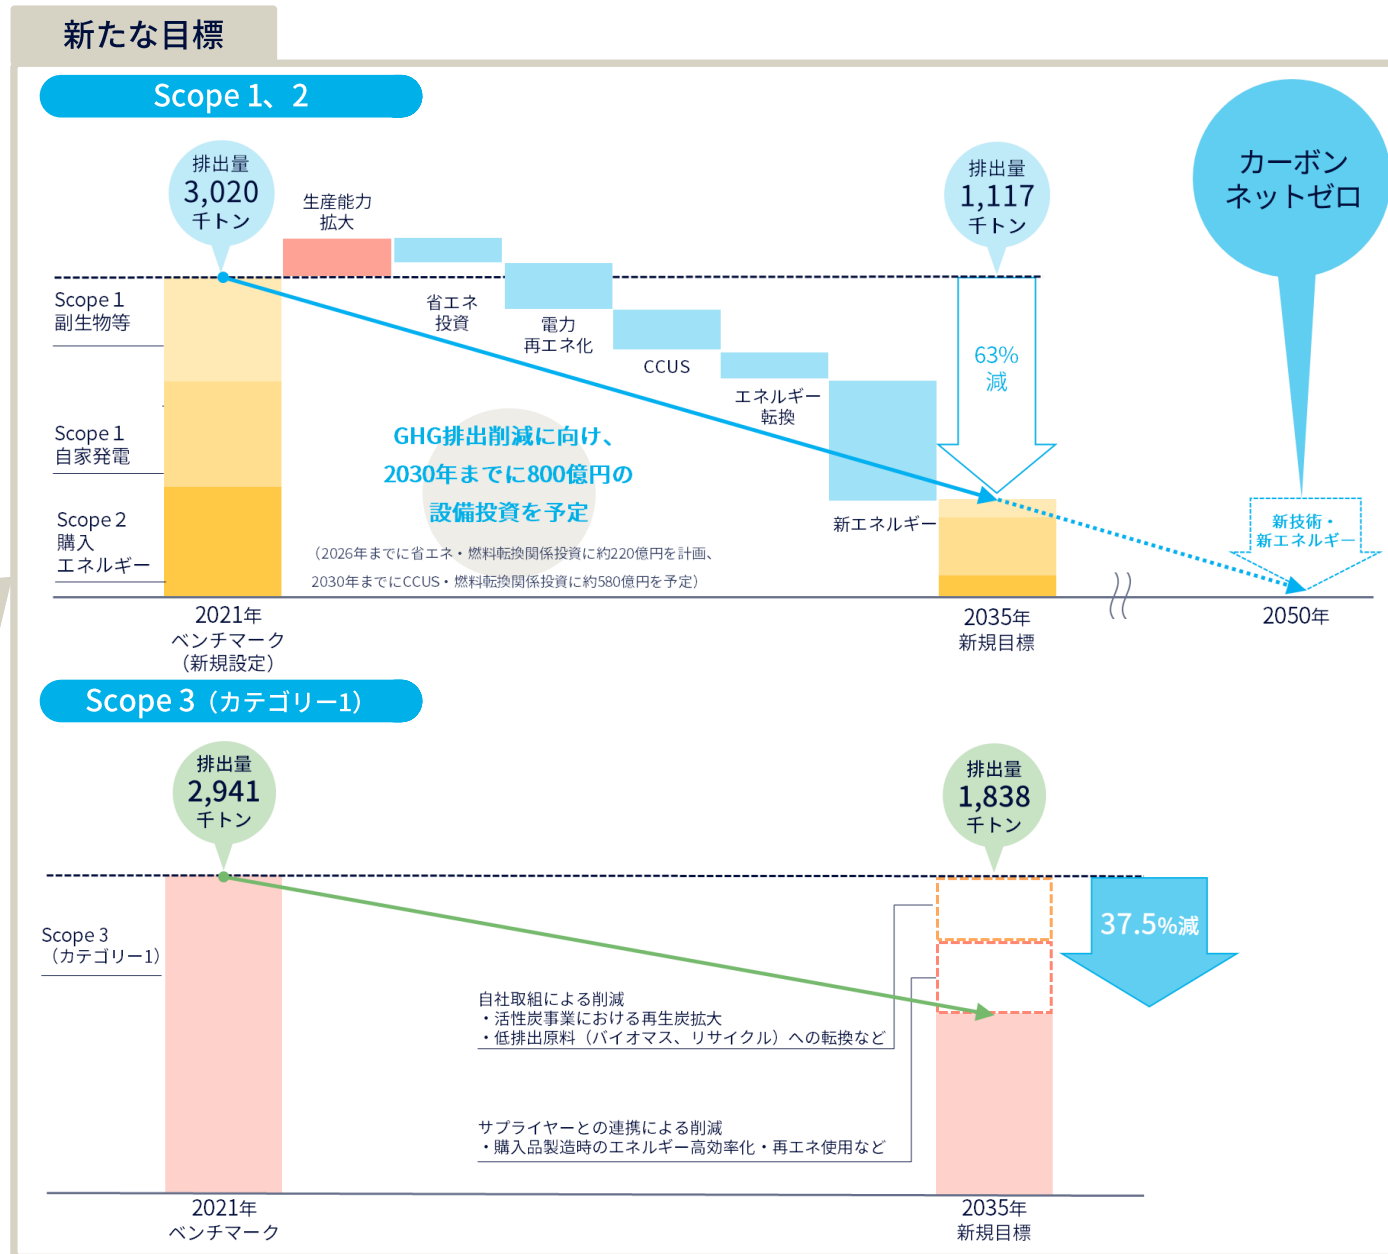 新たな目標
Scope 1、2
排出量
3,020
千トン
生産能力
拡大
省エネ
投資
電力
再エネ化
CCUS
エネルギー
転換
新エネルギー
排出量
1,117
千トン
63%
減
カーボン
ネットゼロ
新技術・
新エネルギー
Scope 1
副生物等
Scope 1
自家発電
Scope 2
購入
エネルギー
GHG排出削減に向け、
2030年までに800億円の
設備投資を予定
（2026年までに省エネ・燃料転換関係投資に約220億円を計画、
2030年までにCCUS・燃料転換関係投資に約580億円を予定）
2021年
ベンチマーク
（新規設定）
2035年
新規目標
2050年
Scope 3（カテゴリー1）
排出量
2,941
千トン
排出量
1,838
千トン
37.5%減
Scope 3
（カテゴリー1）
自社取組による削減
・活性炭事業における再生炭拡大
・低排出原料（バイオマス、リサイクル）への転換など
サプライヤーとの連携による削減
・購入品製造時のエネルギー高効率化・再エネ使用など
2021年
ベンチマーク
2035年
新規目標